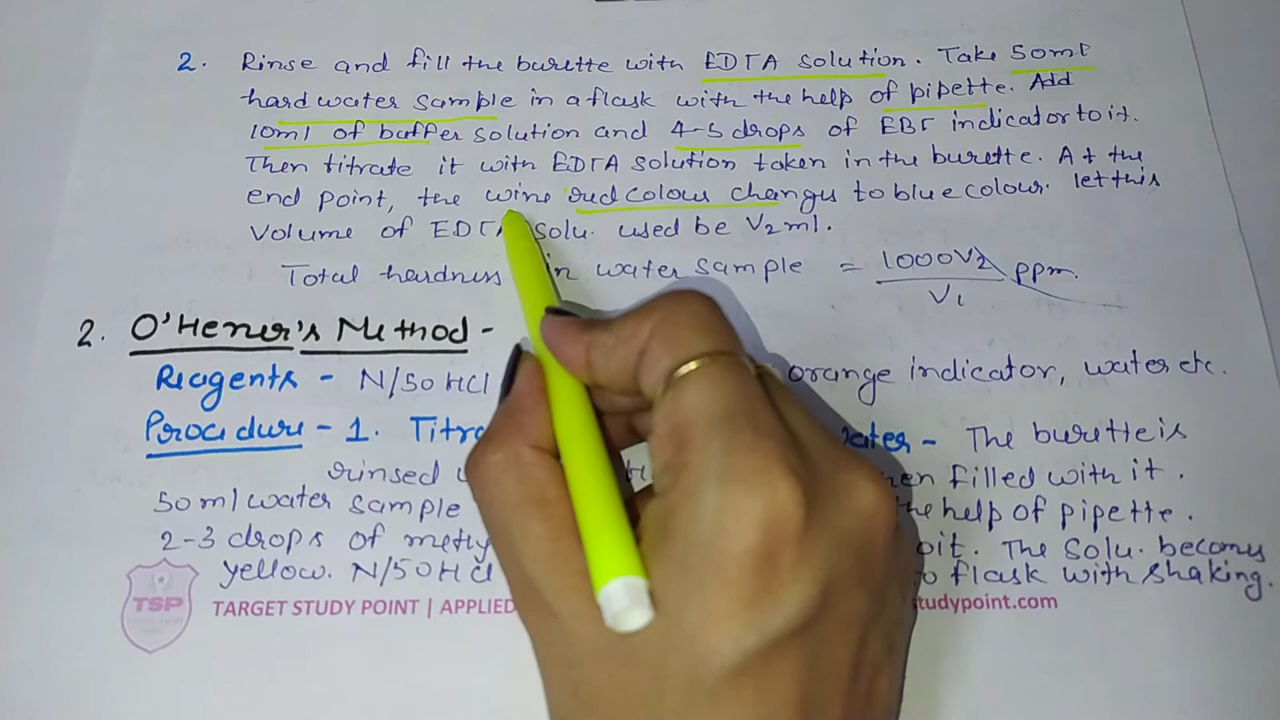 2. Rinse and fill the burette with EDTA solution. Take 50ml
hard water sample in a flask with the help of pipette. Add
10ml of buffer solution and 4-5 drops of EBT indicator to it.
Then titrate it with EDTA solution taken in the burette. At the
end point, the wine red colour changes to blue colour. let this
Volume of EDTA solu. used be V2 ml.
Total hardness in water sample = 1000V2/V1 ppm.
2. O'Hener's Method -
Reagents - N/50 HCl orange indicator, water etc.
Procedure - 1. Titra water - The burette is
rinsed filled with it.
50ml water sample the help of pipette.
2-3 drops of The Solu. becomes
yellow. N/50 HCl to flask with shaking.
TSP
TARGET STUDY POINT | APPLIED studypoint.com